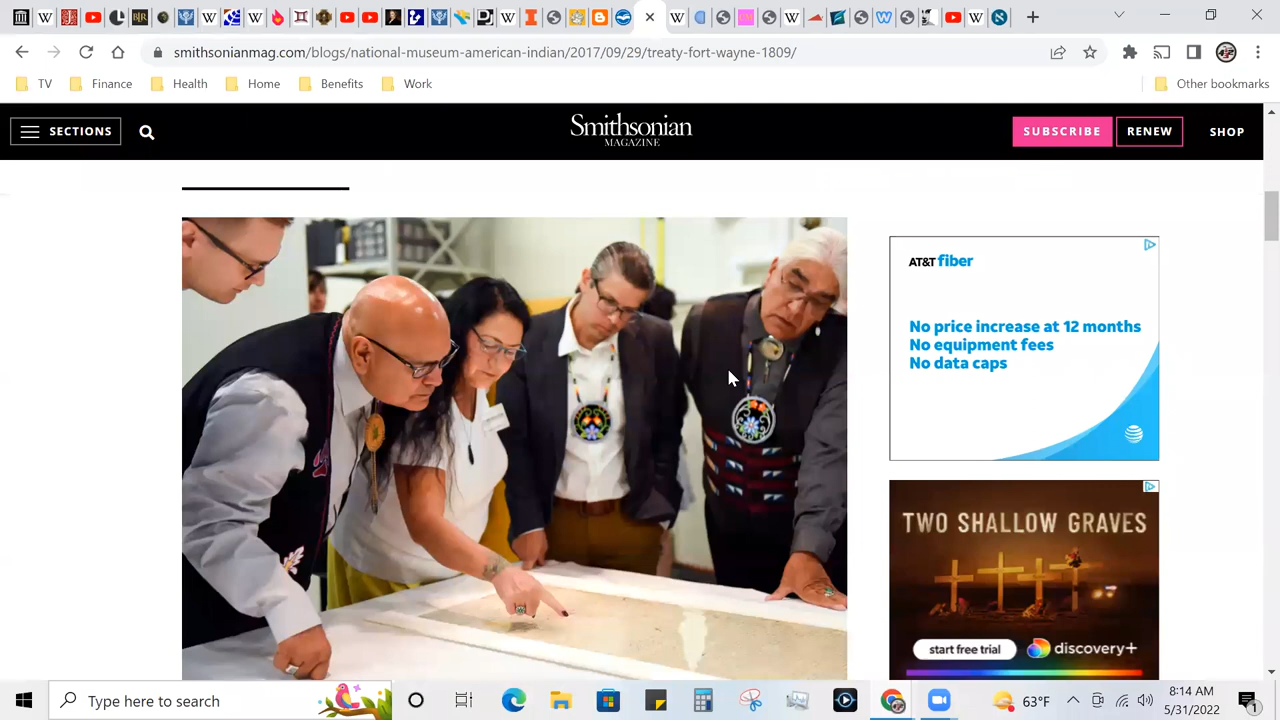 smithsonianmag.com/blogs/national-museum-american-indian/2017/09/29/treaty-fort-wayne-1809/
TV Finance Health Home Benefits Work Other bookmarks
SECTIONS Smithsonian MAGAZINE SUBSCRIBE RENEW SHOP
AT&T fiber
No price increase at 12 months
No equipment fees
No data caps
TWO SHALLOW GRAVES
start free trial discovery+
Type here to search 63°F 8:14 AM
5/31/2022